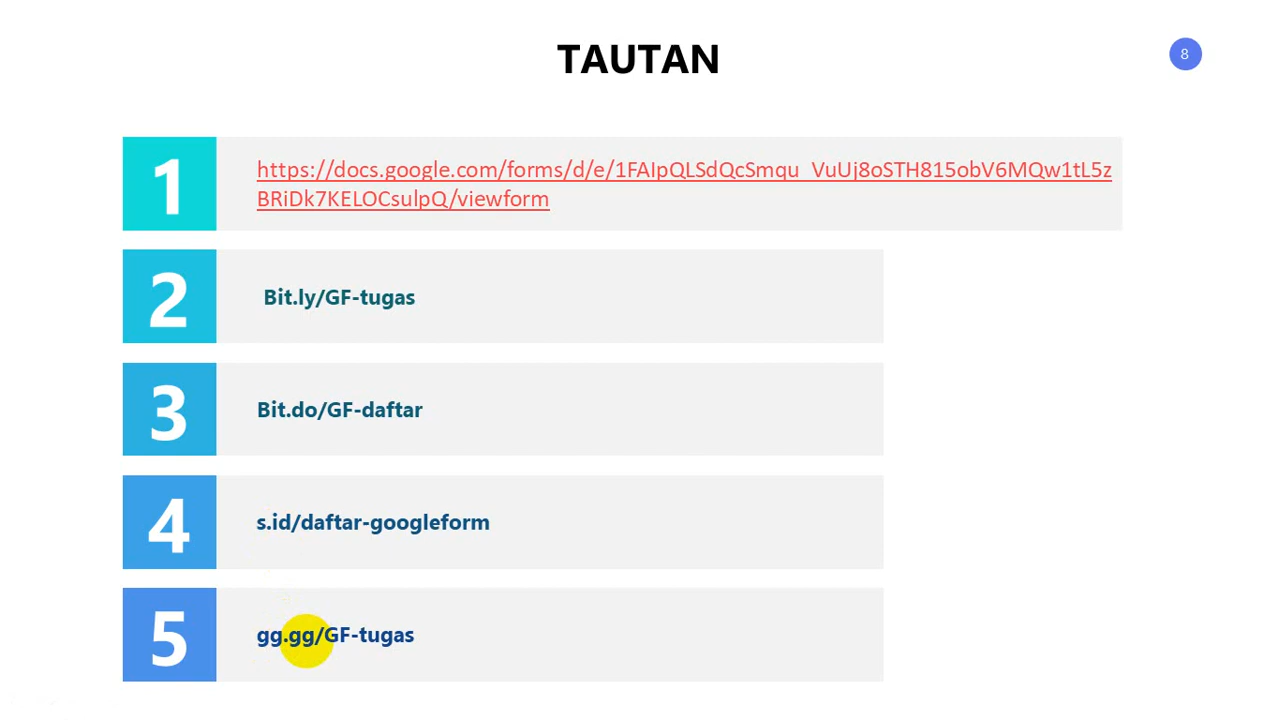 TAUTAN
8
1
https://docs.google.com/forms/d/e/1FAIpQLSdQcSmqu_VuUj8oSTH815obV6MQw1tL5z
BRiDk7KELOCsulpQ/viewform
2
Bit.ly/GF-tugas
3
Bit.do/GF-daftar
4
s.id/daftar-googleform
5
gg.gg/GF-tugas